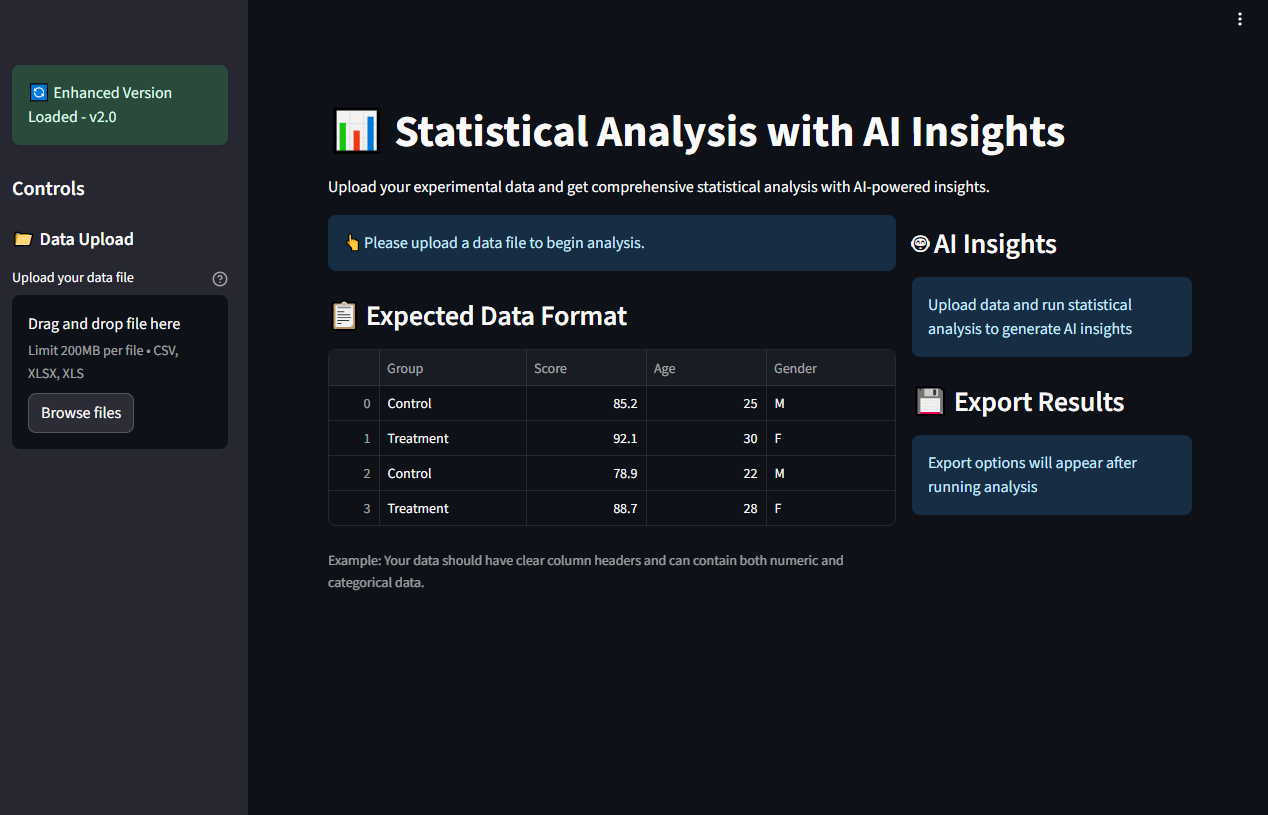 Enhanced Version
Loaded - v2.0
Controls
Data Upload
Upload your data file
Drag and drop file here
Limit 200MB per file • CSV,
XLSX, XLS
Browse files
Statistical Analysis with AI Insights
Upload your experimental data and get comprehensive statistical analysis with AI-powered insights.
Please upload a data file to begin analysis.
Expected Data Format
Group Score Age Gender
0 Control 85.2 25 M
1 Treatment 92.1 30 F
2 Control 78.9 22 M
3 Treatment 88.7 28 F
Example: Your data should have clear column headers and can contain both numeric and
categorical data.
AI Insights
Upload data and run statistical
analysis to generate AI insights
Export Results
Export options will appear after
running analysis